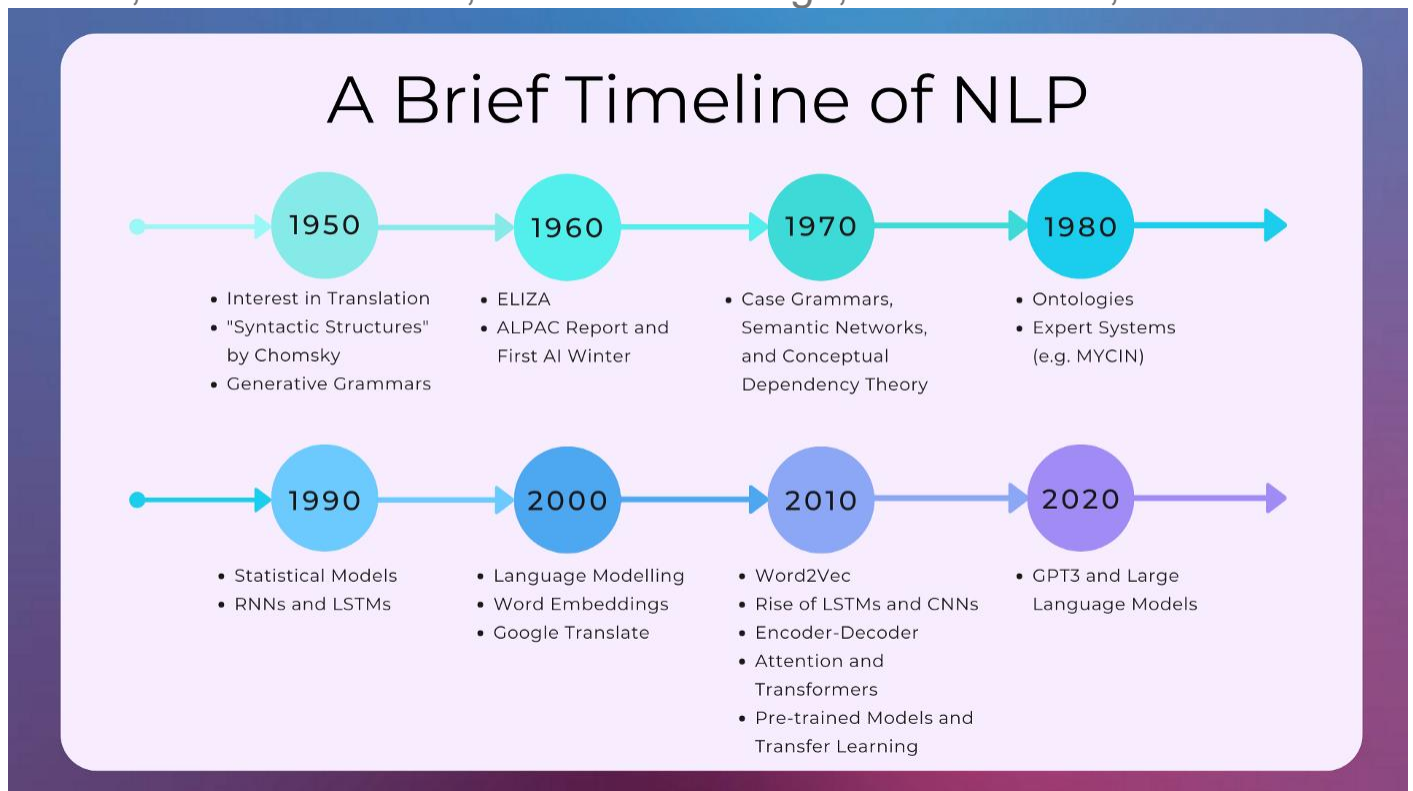 A Brief Timeline of NLP
1950
• Interest in Translation
• "Syntactic Structures"
by Chomsky
• Generative Grammars
1960
• ELIZA
• ALPAC Report and
First AI Winter
1970
• Case Grammars,
Semantic Networks,
and Conceptual
Dependency Theory
1980
• Ontologies
• Expert Systems
(e.g. MYCIN)
1990
• Statistical Models
• RNNs and LSTMs
2000
• Language Modelling
• Word Embeddings
• Google Translate
2010
• Word2Vec
• Rise of LSTMs and CNNs
• Encoder-Decoder
• Attention and
Transformers
• Pre-trained Models and
Transfer Learning
2020
• GPT3 and Large
Language Models